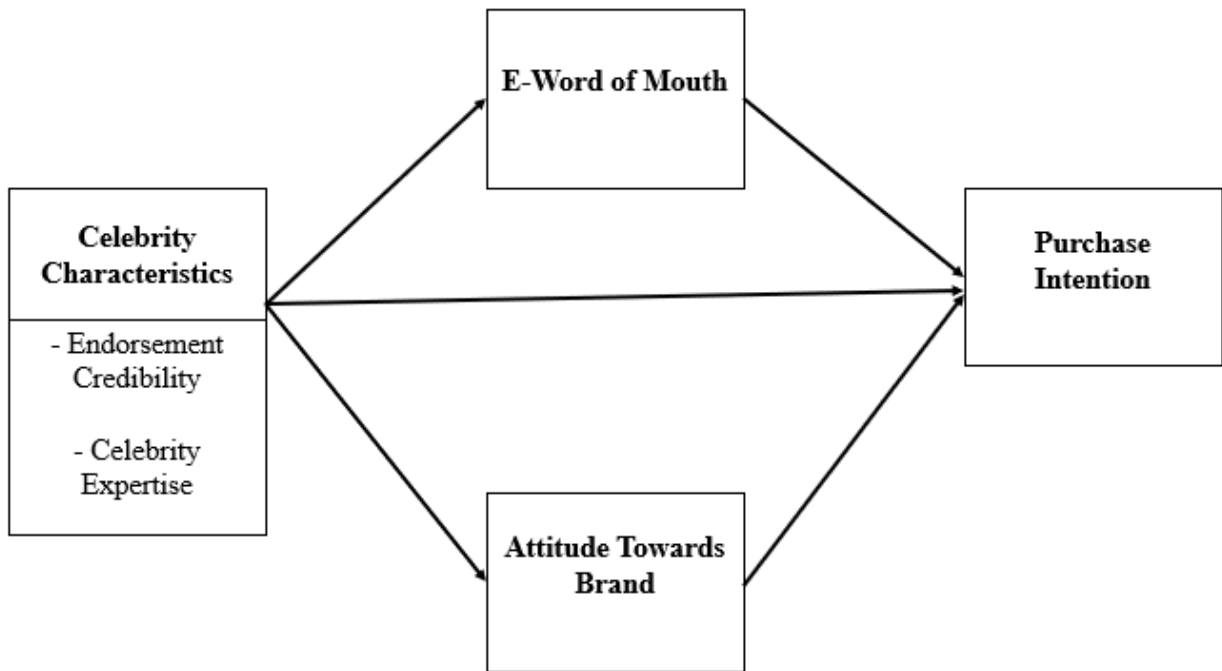 E-Word of Mouth
Celebrity
Characteristics
- Endorsement
Credibility
- Celebrity
Expertise
Purchase
Intention
Attitude Towards
Brand